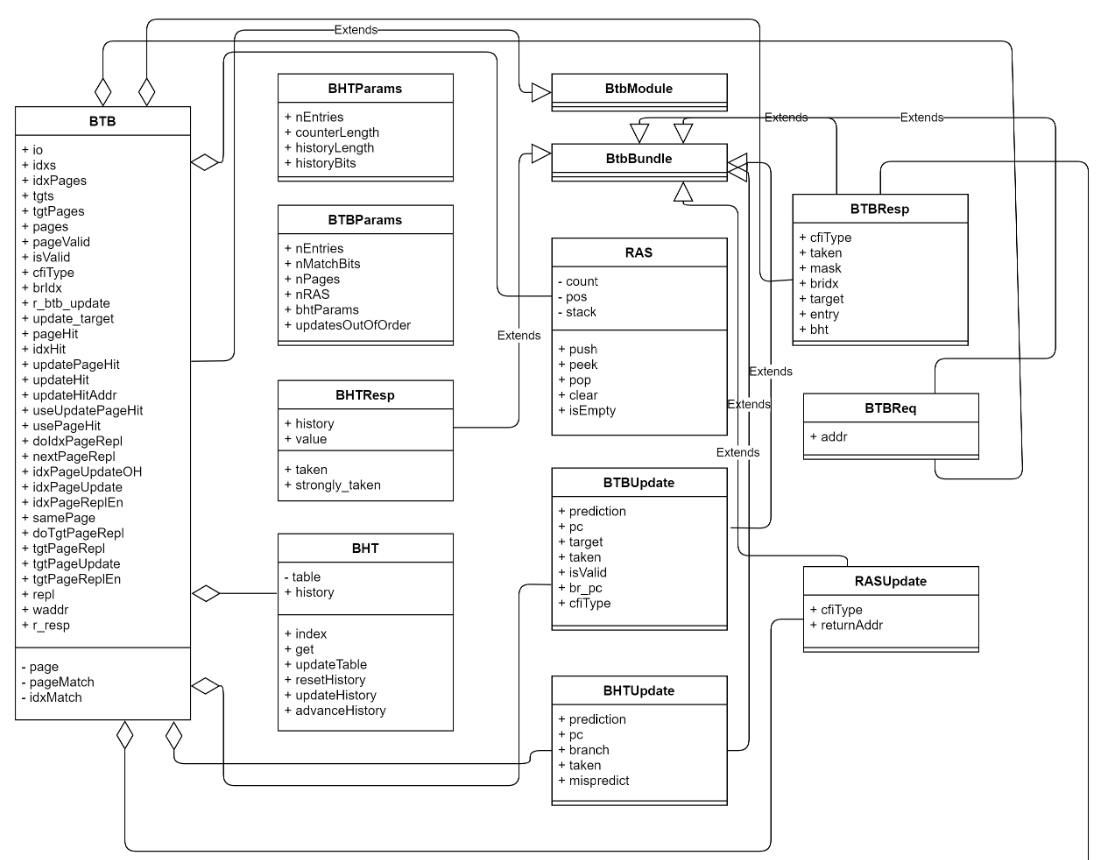 Extends
BTB
+ io
+ idxs
+ idxPages
+ tgts
+ tgtPages
+ pages
+ pageValid
+ isValid
+ cfiType
+ brIdx
+ r_btb_update
+ update_target
+ pageHit
+ idxHit
+ updatePageHit
+ updateHit
+ updateHitAddr
+ useUpdatePageHit
+ usePageHit
+ doIdxPageRepl
+ nextPageRepl
+ idxPageUpdateOH
+ idxPageUpdate
+ idxPageReplEn
+ samePage
+ doTgtPageRepl
+ tgtPageRepl
+ tgtPageUpdate
+ tgtPageReplEn
+ repl
+ waddr
+ r_resp
- page
- pageMatch
- idxMatch
BHTParams
+ nEntries
+ counterLength
+ historyLength
+ historyBits
BTBParams
+ nEntries
+ nMatchBits
+ nPages
+ nRAS
+ bhtParams
+ updatesOutOfOrder
BHTResp
+ history
+ value
+ taken
+ strongly_taken
BHT
- table
+ history
+ index
+ get
+ updateTable
+ resetHistory
+ updateHistory
+ advanceHistory
Extends
BtbModule
BtbBundle
RAS
- count
- pos
- stack
+ push
+ peek
+ pop
+ clear
+ isEmpty
BTBUpdate
+ prediction
+ pc
+ target
+ taken
+ isValid
+ br_pc
+ cfiType
BHTUpdate
+ prediction
+ pc
+ branch
+ taken
+ mispredict
Extends
Extends
Extends
Extends
Extends
BTBResp
+ cfiType
+ taken
+ mask
+ bridx
+ target
+ entry
+ bht
BTBReq
+ addr
RASUpdate
+ cfiType
+ returnAddr